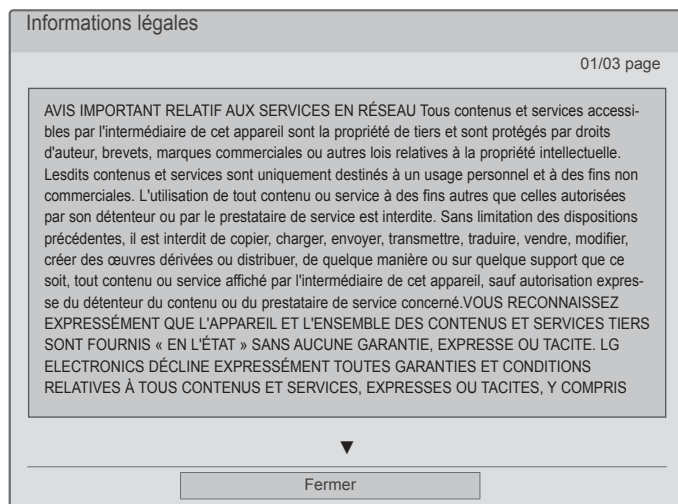 Informations légales
01/03 page
AVIS IMPORTANT RELATIF AUX SERVICES EN RÉSEAU Tous contenus et services accessi-
bles par l'intermédiaire de cet appareil sont la propriété de tiers et sont protégés par droits
d'auteur, brevets, marques commerciales ou autres lois relatives à la propriété intellectuelle.
Lesdits contenus et services sont uniquement destinés à un usage personnel et à des fins non
commerciales. L'utilisation de tout contenu ou service à des fins autres que celles autorisées
par son détenteur ou par le prestataire de service est interdite. Sans limitation des dispositions
précédentes, il est interdit de copier, charger, envoyer, transmettre, traduire, vendre, modifier,
créer des œuvres dérivées ou distribuer, de quelque manière ou sur quelque support que ce
soit, tout contenu ou service affiché par l'intermédiaire de cet appareil, sauf autorisation expres-
se du détenteur du contenu ou du prestataire de service concerné.VOUS RECONNAISSEZ
EXPRESSÉMENT QUE L'APPAREIL ET L'ENSEMBLE DES CONTENUS ET SERVICES TIERS
SONT FOURNIS « EN L'ÉTAT » SANS AUCUNE GARANTIE, EXPRESSE OU TACITE. LG
ELECTRONICS DÉCLINE EXPRESSÉMENT TOUTES GARANTIES ET CONDITIONS
RELATIVES À TOUS CONTENUS ET SERVICES, EXPRESSES OU TACITES, Y COMPRIS
▼
Fermer